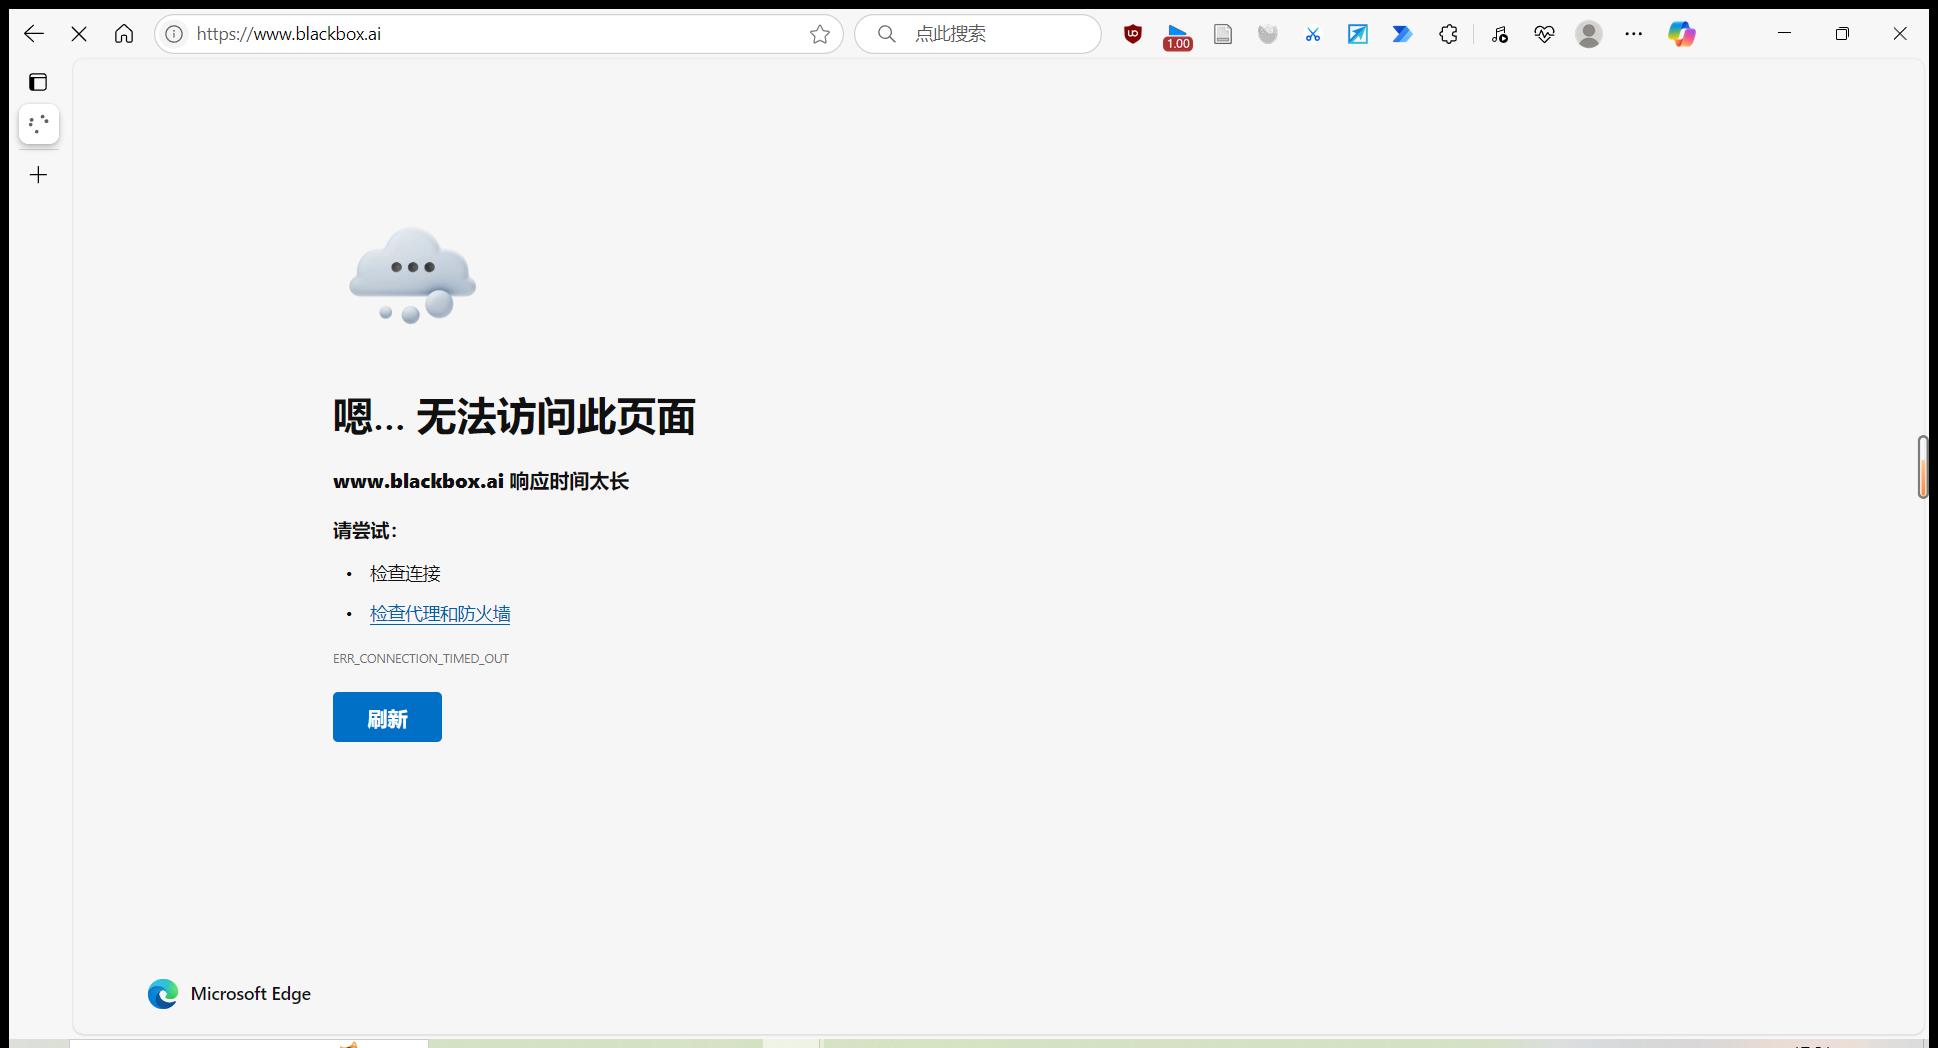 https://www.blackbox.ai
点此搜索
1.00
嗯… 无法访问此页面
www.blackbox.ai 响应时间太长
请尝试：
• 检查连接
• 检查代理和防火墙
ERR_CONNECTION_TIMED_OUT
刷新
Microsoft Edge